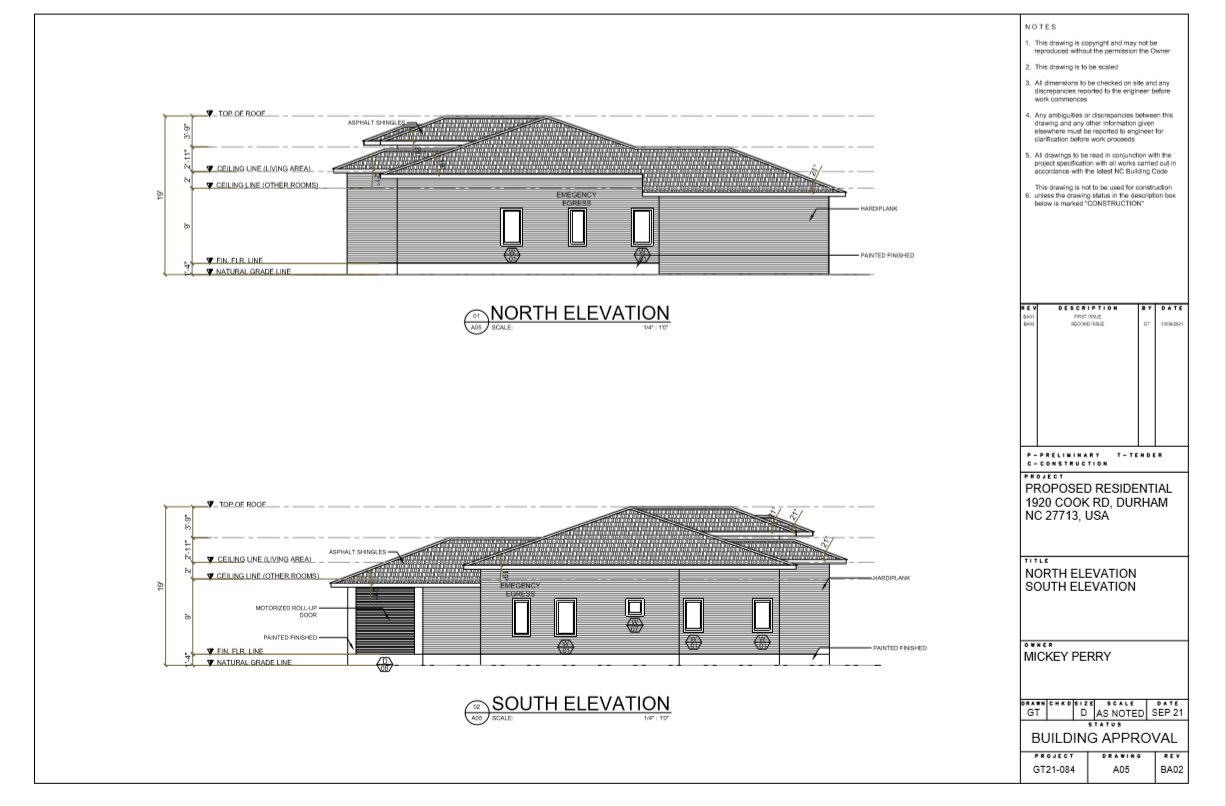 TOP OF ROOF
ASPHALT SHINGLES
3'-9"
2'-11"
CEILING LINE (LIVING AREA)
2'
CEILING LINE (OTHER ROOMS)
21"
EMEGENCY
EGRESS
19'
HARDIPLANK
9'
PAINTED FINISHED
FIN. FLR. LINE
1'-4"
NATURAL GRADE LINE
01
A05
NORTH ELEVATION
SCALE:
1/4" : 1'0"
TOP OF ROOF
3'-9"
21"
21"
21"
2'-11"
ASPHALT SHINGLES
CEILING LINE (LIVING AREA)
2'
CEILING LINE (OTHER ROOMS)
HARDIPLANK
EMEGENCY
EGRESS
19'
MOTORIZED ROLL-UP
DOOR
9'
PAINTED FINISHED
PAINTED FINISHED
FIN. FLR. LINE
1'-4"
NATURAL GRADE LINE
02
A05
SOUTH ELEVATION
SCALE:
1/4" : 1'0"
NOTES
1. This drawing is copyright and may not be
reproduced without the permission the Owner
2. This drawing is to be scaled
3. All dimensions to be checked on site and any
discrepancies reported to the engineer before
work commences
4. Any ambiguities or discrepancies between this
drawing and any other information given
elsewhere must be reported to engineer for
clarification before work proceeds
5. All drawings to be read in conjunction with the
project specification with all works carried out in
accordance with the latest NC Building Code
This drawing is not to be used for construction
6. unless the drawing status in the description box
below is marked "CONSTRUCTION"
REV DESCRIPTION BY DATE
BA01 FIRST ISSUE
BA02 SECOND ISSUE GT
P-PRELIMINARY T-TENDER
C-CONSTRUCTION
PROJECT
PROPOSED RESIDENTIAL
1920 COOK RD, DURHAM
NC 27713, USA
TITLE
NORTH ELEVATION
SOUTH ELEVATION
OWNER
MICKEY PERRY
DRAWN CHKD SIZE SCALE DATE
GT D AS NOTED SEP 21
STATUS
BUILDING APPROVAL
PROJECT DRAWING REV
GT21-084 A05 BA02